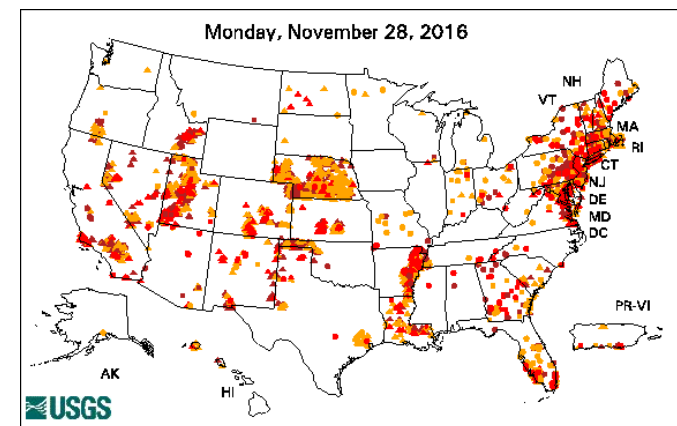 Monday, November 28, 2016
NH
VT
MA
RI
CT
NJ
DE
MD
DC
PR-VI
AK
HI
USGS